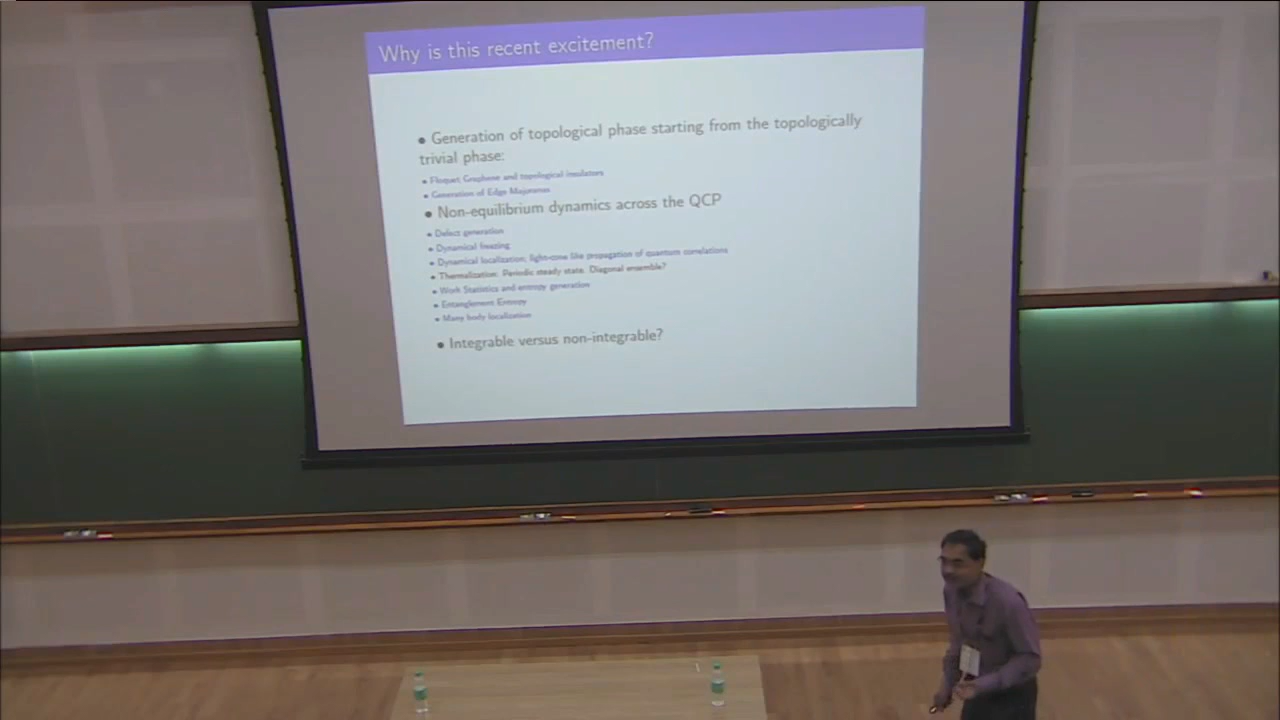 Why is this recent excitement?
• Generation of topological phase starting from the topologically
trivial phase:
• Floquet Graphene and topological insulators
• Generation of Edge Majoranas
• Non-equilibrium dynamics across the QCP
• Defect generation
• Dynamical freezing
• Dynamical localization; light-cone like propagation of quantum correlations
• Thermalization: Periodic steady state. Diagonal ensemble?
• Work Statistics and entropy generation
• Entanglement Entropy
• Many body localization
• Integrable versus non-integrable?